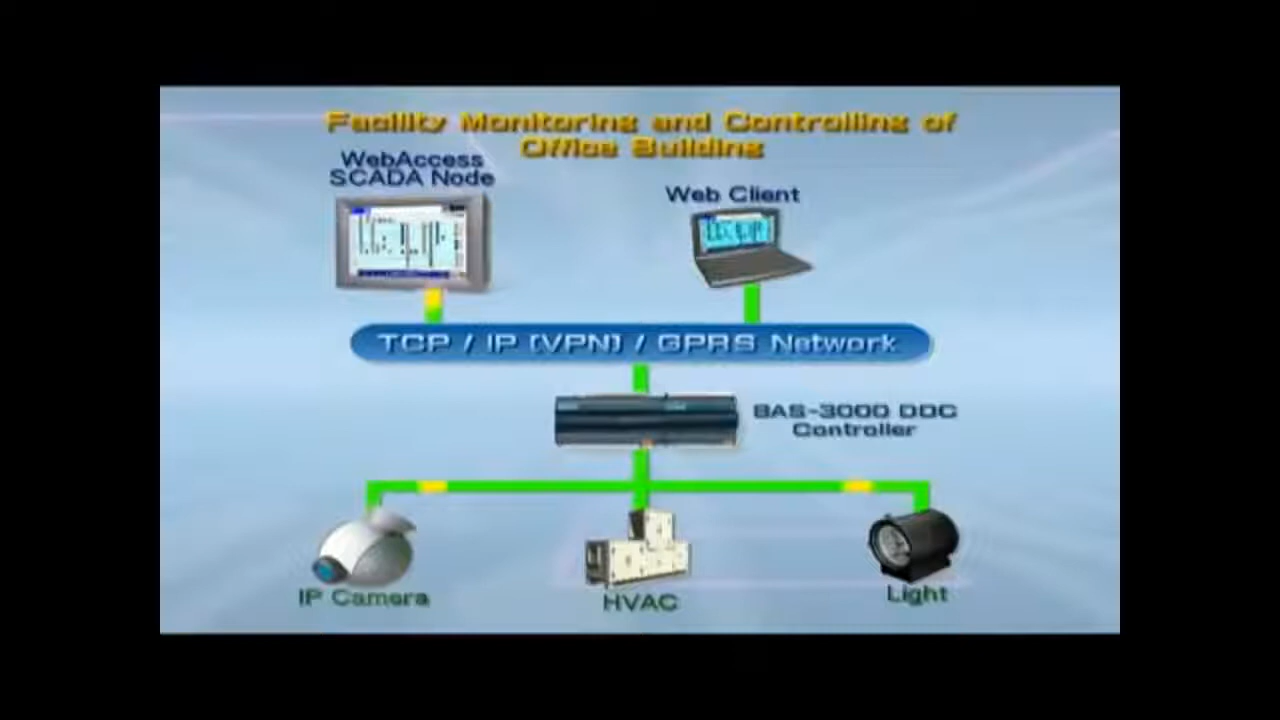 Facility Monitoring and Controlling of
Office Building
WebAccess
SCADA Node
Web Client
TCP / IP (VPN) / GPRS Network
BAS-3000 DDC
Controller
IP Camera
HVAC
Light